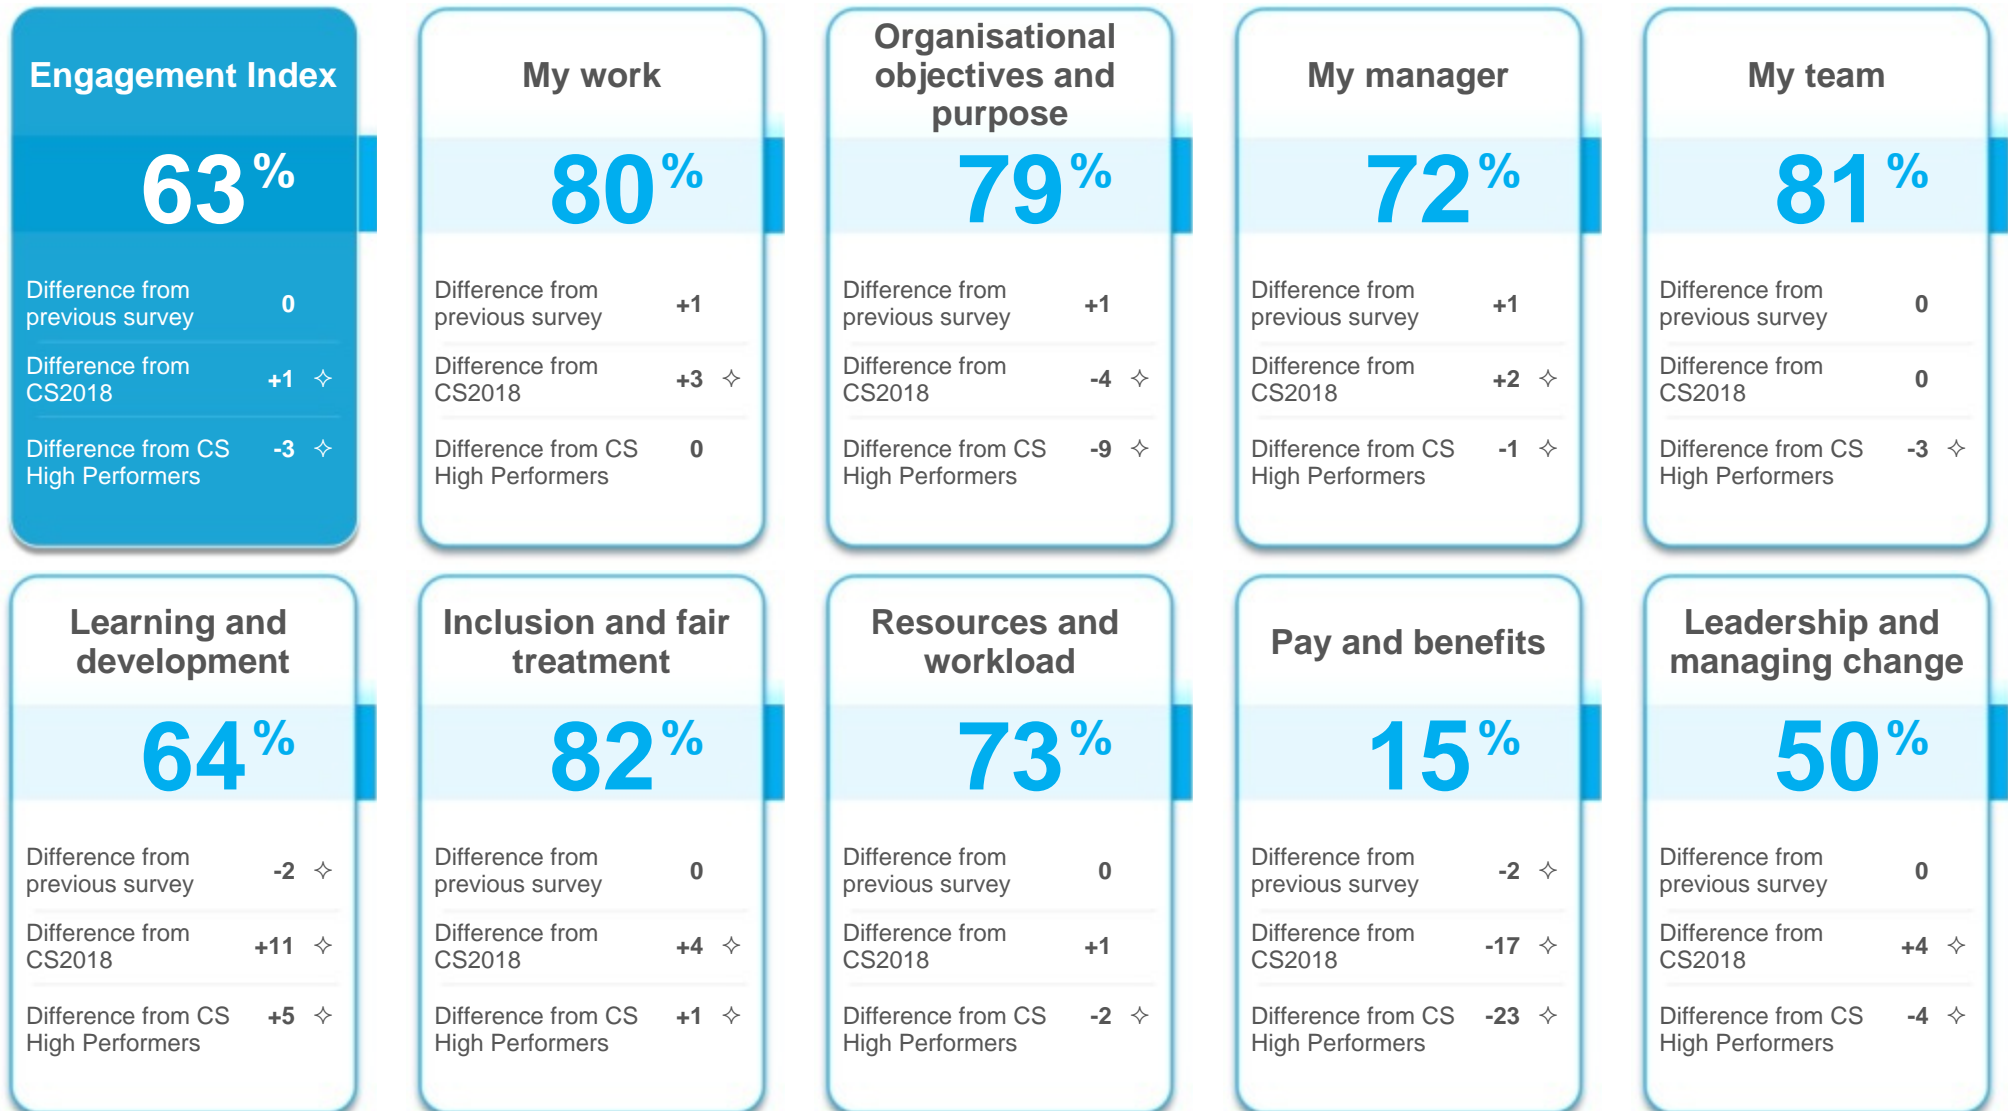 Engagement Index
63%
Difference from
previous survey 0
Difference from
CS2018 +1 ✧
Difference from CS
High Performers -3 ✧
My work
80%
Difference from
previous survey +1
Difference from
CS2018 +3 ✧
Difference from CS
High Performers 0
Organisational
objectives and
purpose
79%
Difference from
previous survey +1
Difference from
CS2018 -4 ✧
Difference from CS
High Performers -9 ✧
My manager
72%
Difference from
previous survey +1
Difference from
CS2018 +2 ✧
Difference from CS
High Performers -1 ✧
My team
81%
Difference from
previous survey 0
Difference from
CS2018 0
Difference from CS
High Performers -3 ✧
Learning and
development
64%
Difference from
previous survey -2 ✧
Difference from
CS2018 +11 ✧
Difference from CS
High Performers +5 ✧
Inclusion and fair
treatment
82%
Difference from
previous survey 0
Difference from
CS2018 +4 ✧
Difference from CS
High Performers +1 ✧
Resources and
workload
73%
Difference from
previous survey 0
Difference from
CS2018 +1
Difference from CS
High Performers -2 ✧
Pay and benefits
15%
Difference from
previous survey -2 ✧
Difference from
CS2018 -17 ✧
Difference from CS
High Performers -23 ✧
Leadership and
managing change
50%
Difference from
previous survey 0
Difference from
CS2018 +4 ✧
Difference from CS
High Performers -4 ✧